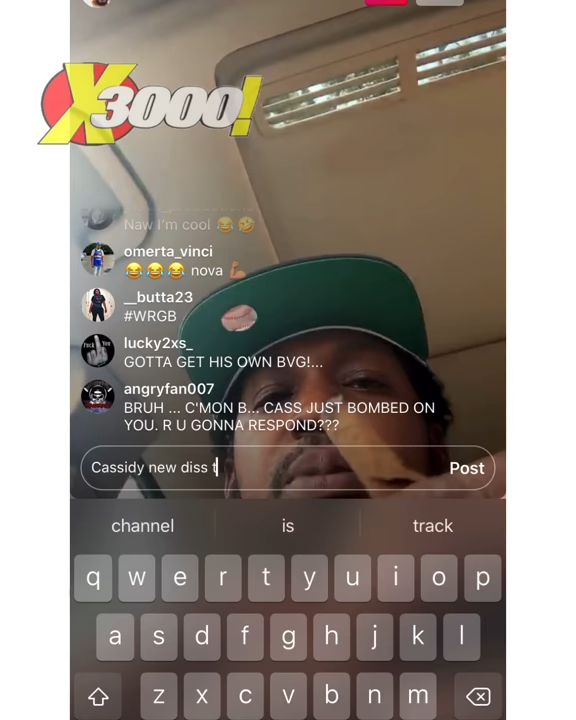 X3000!
Naw I'm cool 😂 🤣
omerta_vinci
😂 😂 😂 nova 💪🏽
__butta23
#WRGB
lucky2xs_
GOTTA GET HIS OWN BVG!...
angryfan007
BRUH ... C'MON B... CASS JUST BOMBED ON
YOU. R U GONNA RESPOND???
Cassidy new diss t
Post
channel is track
q w e r t y u i o p
a s d f g h j k l
z x c v b n m